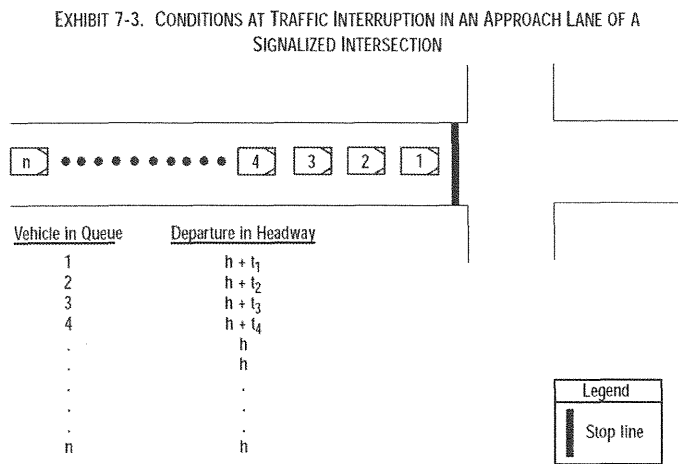 EXHIBIT 7-3. CONDITIONS AT TRAFFIC INTERRUPTION IN AN APPROACH LANE OF A
SIGNALIZED INTERSECTION
n 4 3 2 1
Vehicle in Queue Departure in Headway
1 h + t1
2 h + t2
3 h + t3
4 h + t4
. h
. h
. .
. .
. .
n h
Legend
Stop line